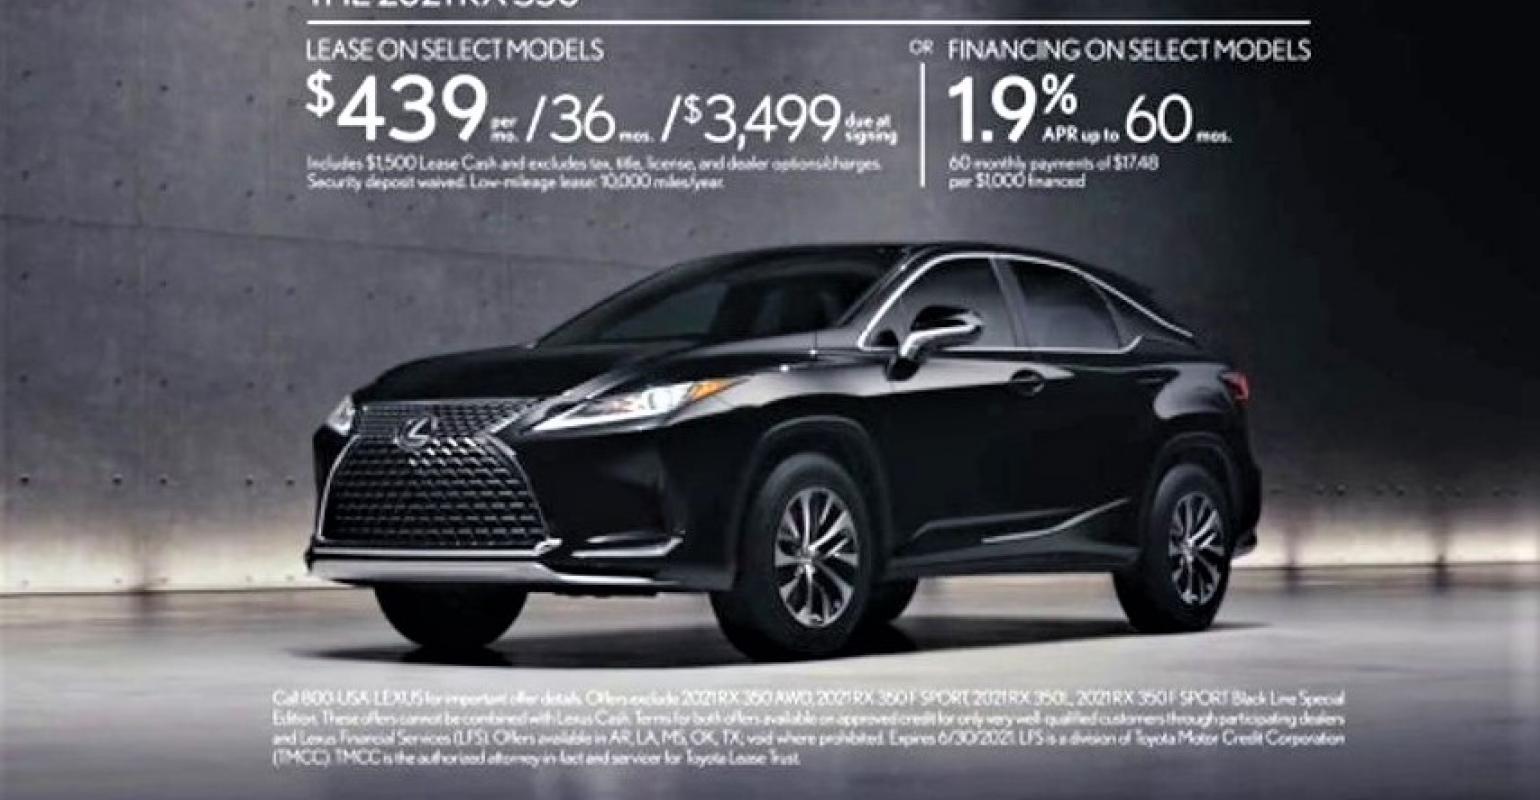 THE 2021 RX 350
LEASE ON SELECT MODELS
$439 per mo. /36 mos. /$3,499 due at signing
Includes $1,500 Lease Cash and excludes tax, title, license, and dealer options/charges.
Security deposit waived. Low-mileage lease: 10,000 miles/year.
OR FINANCING ON SELECT MODELS
1.9% APR up to 60 mos.
60 monthly payments of $17.48
per $1,000 financed
Call 800-USA-LEXUS for important offer details. Offers exclude 2021 RX 350 AWD, 2021 RX 350 F SPORT, 2021 RX 350L, 2021 RX 350 F SPORT Black Line Special
Edition. These offers cannot be combined with Lexus Cash. Terms for both offers available on approved credit for only very well-qualified customers through participating dealers
and Lexus Financial Services (LFS). Offers available in AR, LA, MS, OK, TX, void where prohibited. Expires 6/30/2021. LFS is a division of Toyota Motor Credit Corporation
(TMCC). TMCC is the authorized attorney-in-fact and servicer for Toyota Lease Trust.